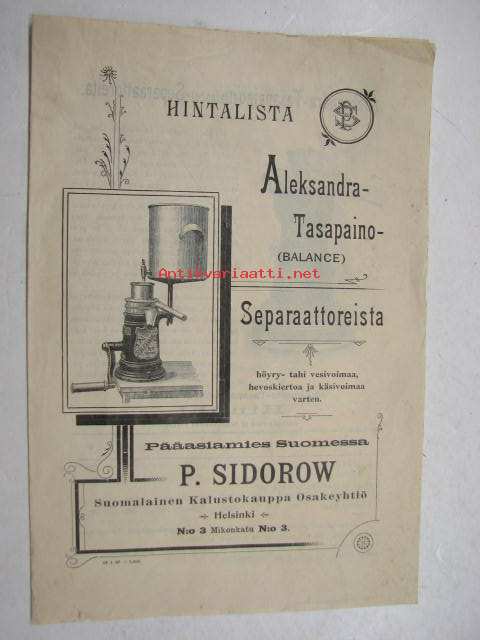 HINTALISTA
Aleksandra-
Tasapaino-
(BALANCE)
Antikvariaatti.net
Separaattoreista
höyry- tahi vesivoimaa,
hevoskiertoa ja käsivoimaa
varten.
Pääasiamies Suomessa
P. SIDOROW
Suomalainen Kalustokauppa Osakeyhtiö
Helsinki
N:o 3 Mikonkatu N:o 3.